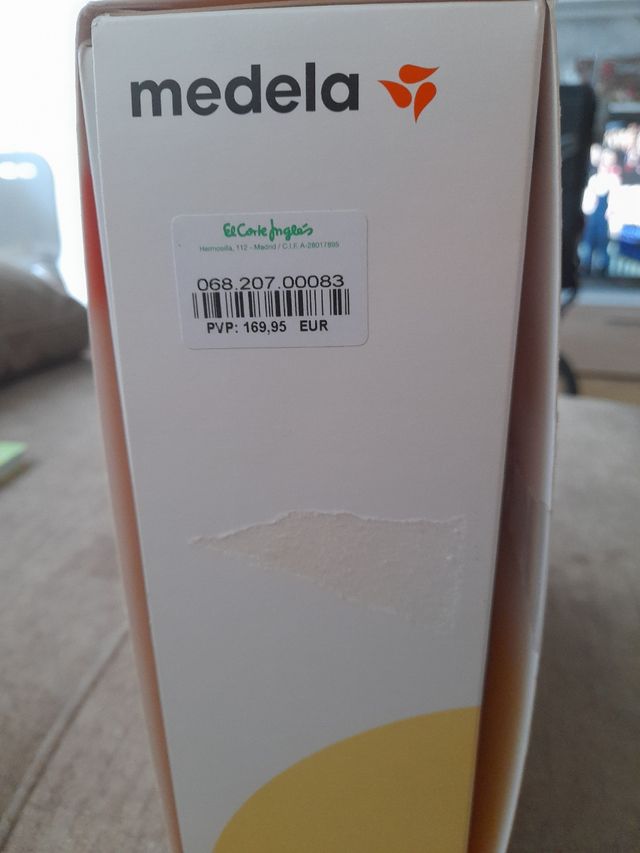 medela
El Corte Inglés
Hermosilla, 112 - Madrid / C.I.F. A-28017895
068.207.00083
PVP: 169,95 EUR